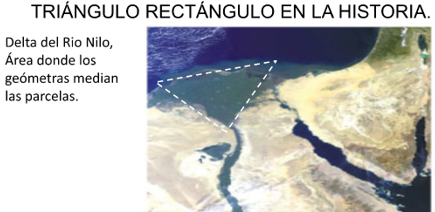 TRIÁNGULO RECTÁNGULO EN LA HISTORIA.
Delta del Rio Nilo,
Área donde los
geómetras median
las parcelas.